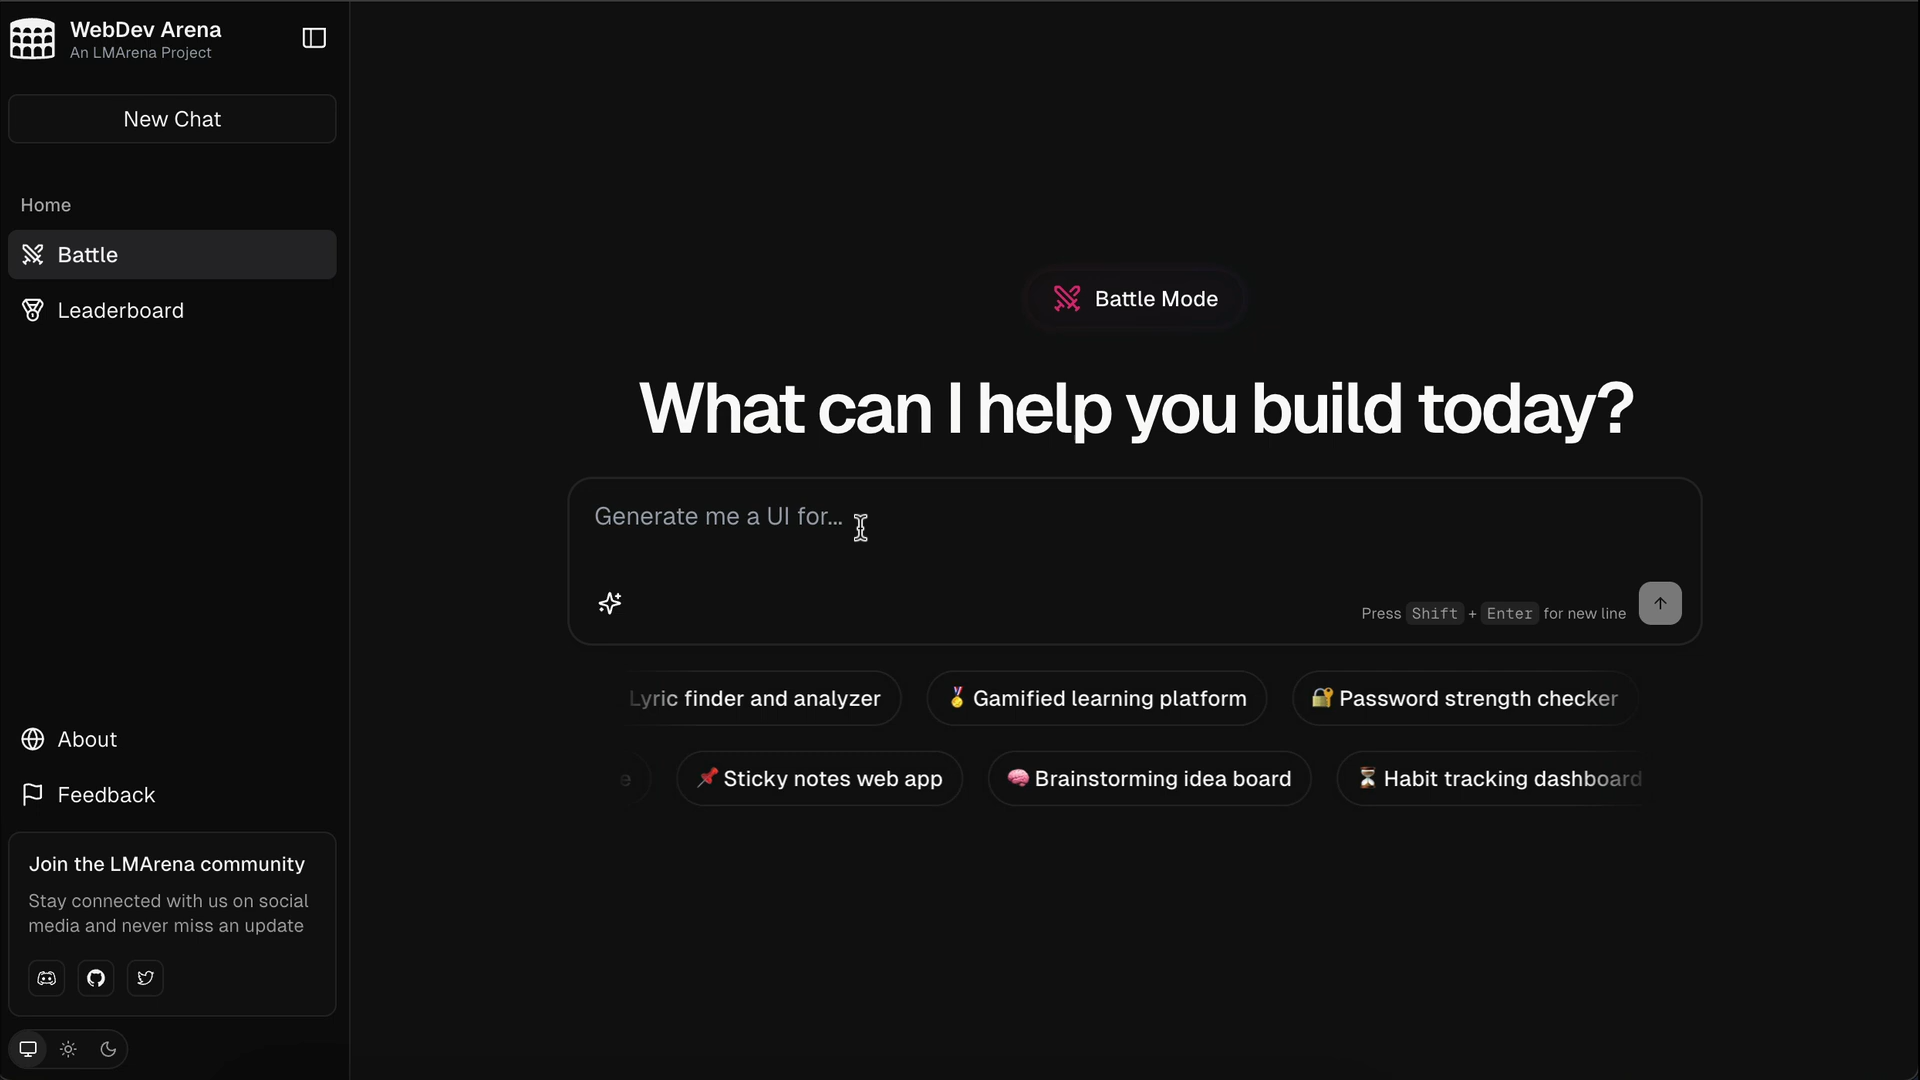 WebDev Arena
An LMArena Project
New Chat
Home
Battle
Leaderboard
Battle Mode
What can I help you build today?
Generate me a UI for...
Press Shift + Enter for new line
Lyric finder and analyzer
Gamified learning platform
Password strength checker
e
Sticky notes web app
Brainstorming idea board
Habit tracking dashboard
About
Feedback
Join the LMArena community
Stay connected with us on social
media and never miss an update